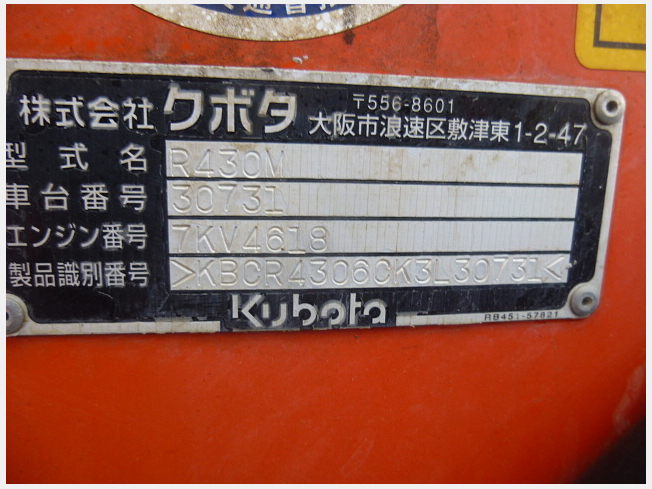 株式会社クボタ 〒556-8601
大阪市浪速区敷津東1-2-47
型式名 R430M
車台番号 30731
エンジン番号 7KV4618
製品識別番号 >KBCR4306CK3L30731<
Kubota
RB451-57821